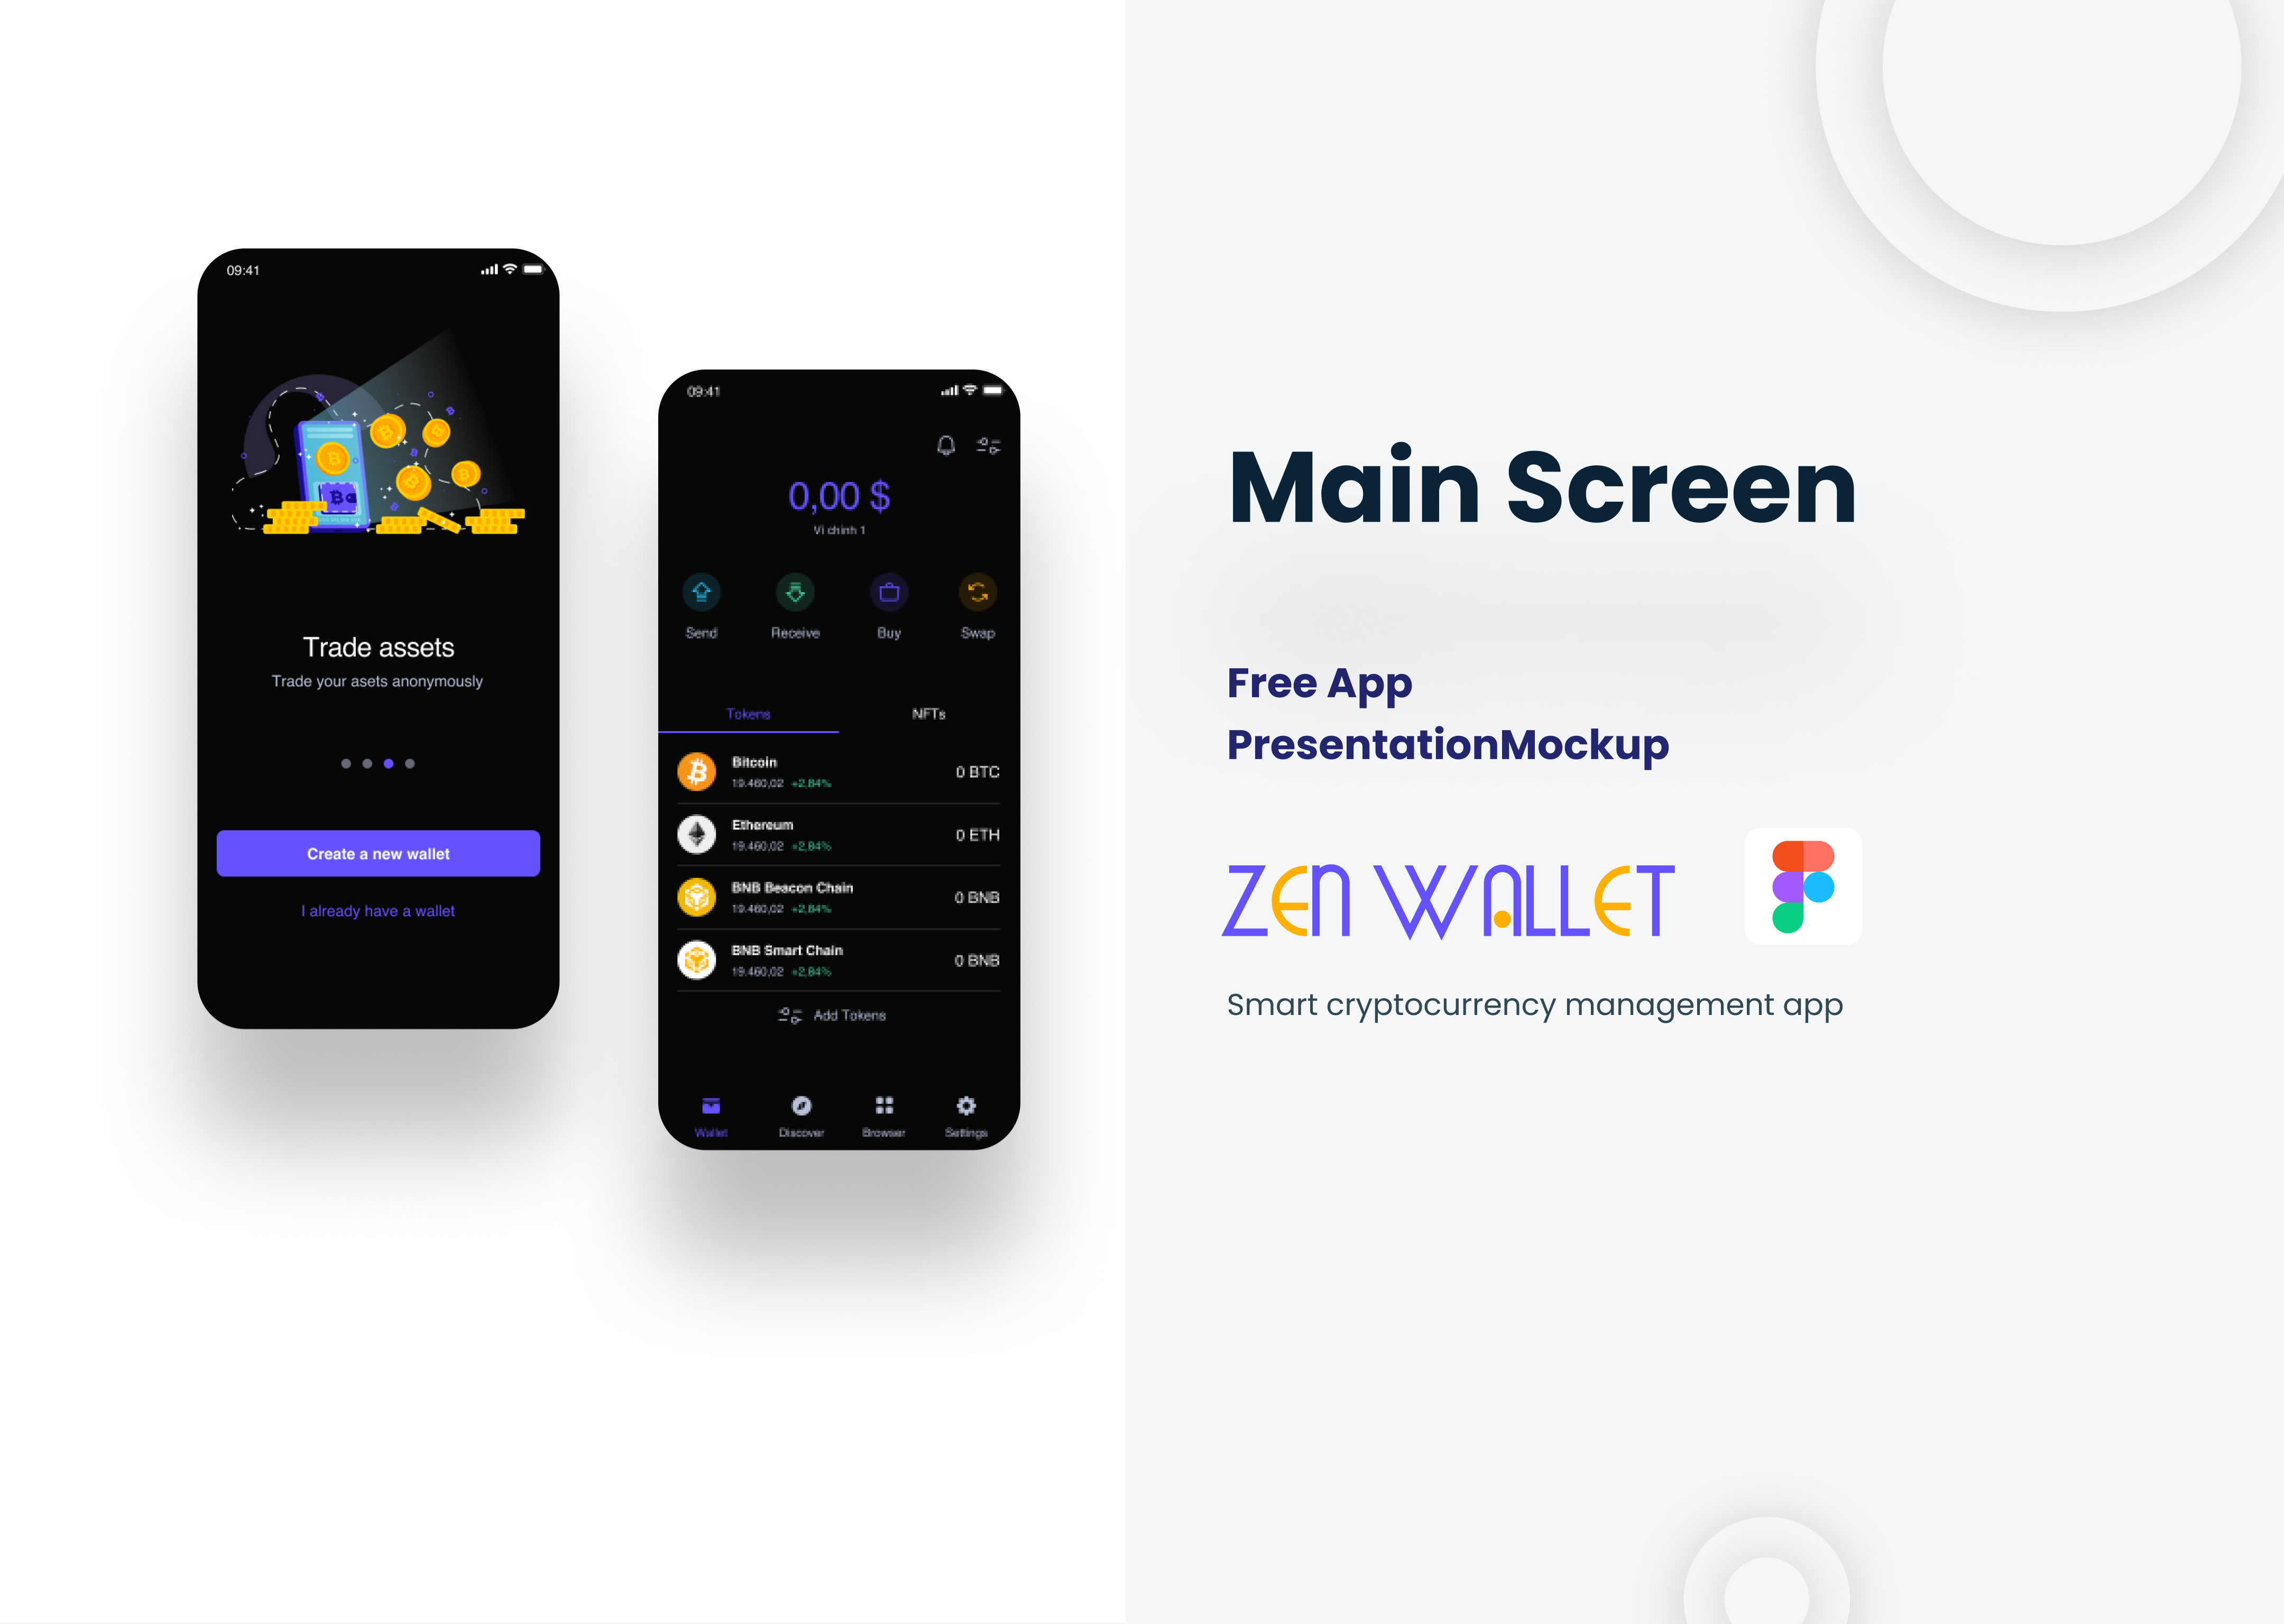 09:41
Trade assets
Trade your asets anonymously
Create a new wallet
I already have a wallet
09:41
0,00 $
Ví chính 1
Send Receive Buy Swap
Tokens NFTs
Bitcoin
19.460,02 +2,84%
0 BTC
Ethereum
19.460,02 +2,84%
0 ETH
BNB Beacon Chain
19.460,02 +2,84%
0 BNB
BNB Smart Chain
19.460,02 +2,84%
0 BNB
Add Tokens
Wallet Discover Browser Settings
Main Screen
Free App
PresentationMockup
ZEN WALLET
Smart cryptocurrency management app